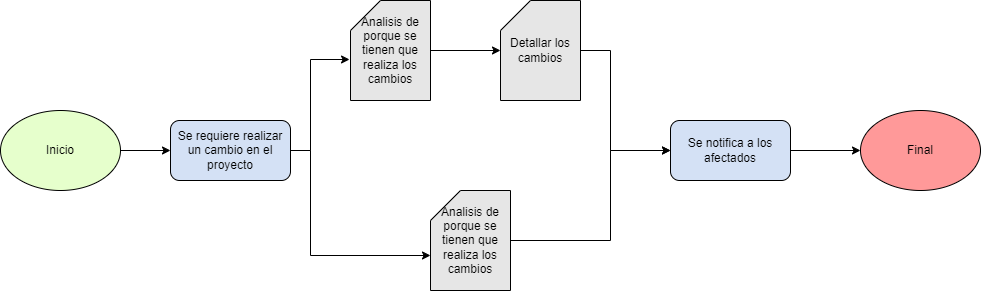 Inicio
Se requiere realizar
un cambio en el
proyecto
Analisis de
porque se
tienen que
realiza los
cambios
Detallar los
cambios
Analisis de
porque se
tienen que
realiza los
cambios
Se notifica a los
afectados
Final